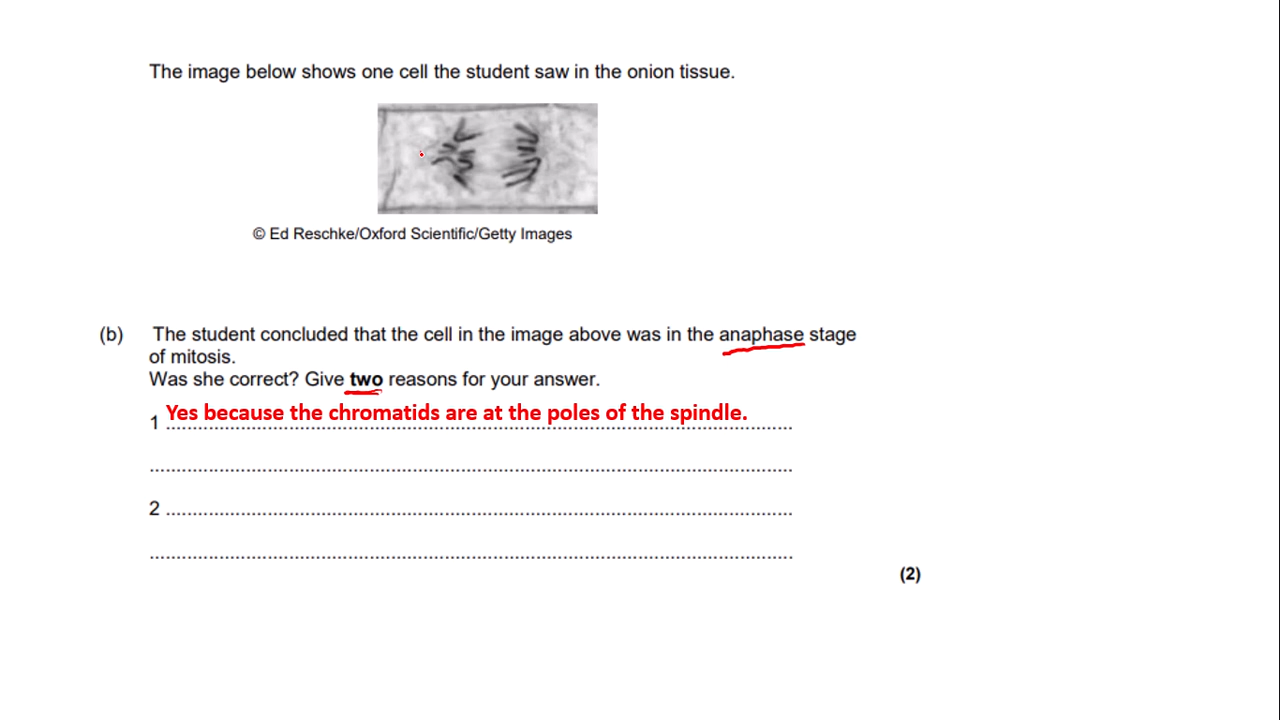 The image below shows one cell the student saw in the onion tissue.
© Ed Reschke/Oxford Scientific/Getty Images
(b) The student concluded that the cell in the image above was in the anaphase stage
of mitosis.
Was she correct? Give two reasons for your answer.
Yes because the chromatids are at the poles of the spindle.
1 ................................................................................
................................................................................
2 ................................................................................
................................................................................
(2)